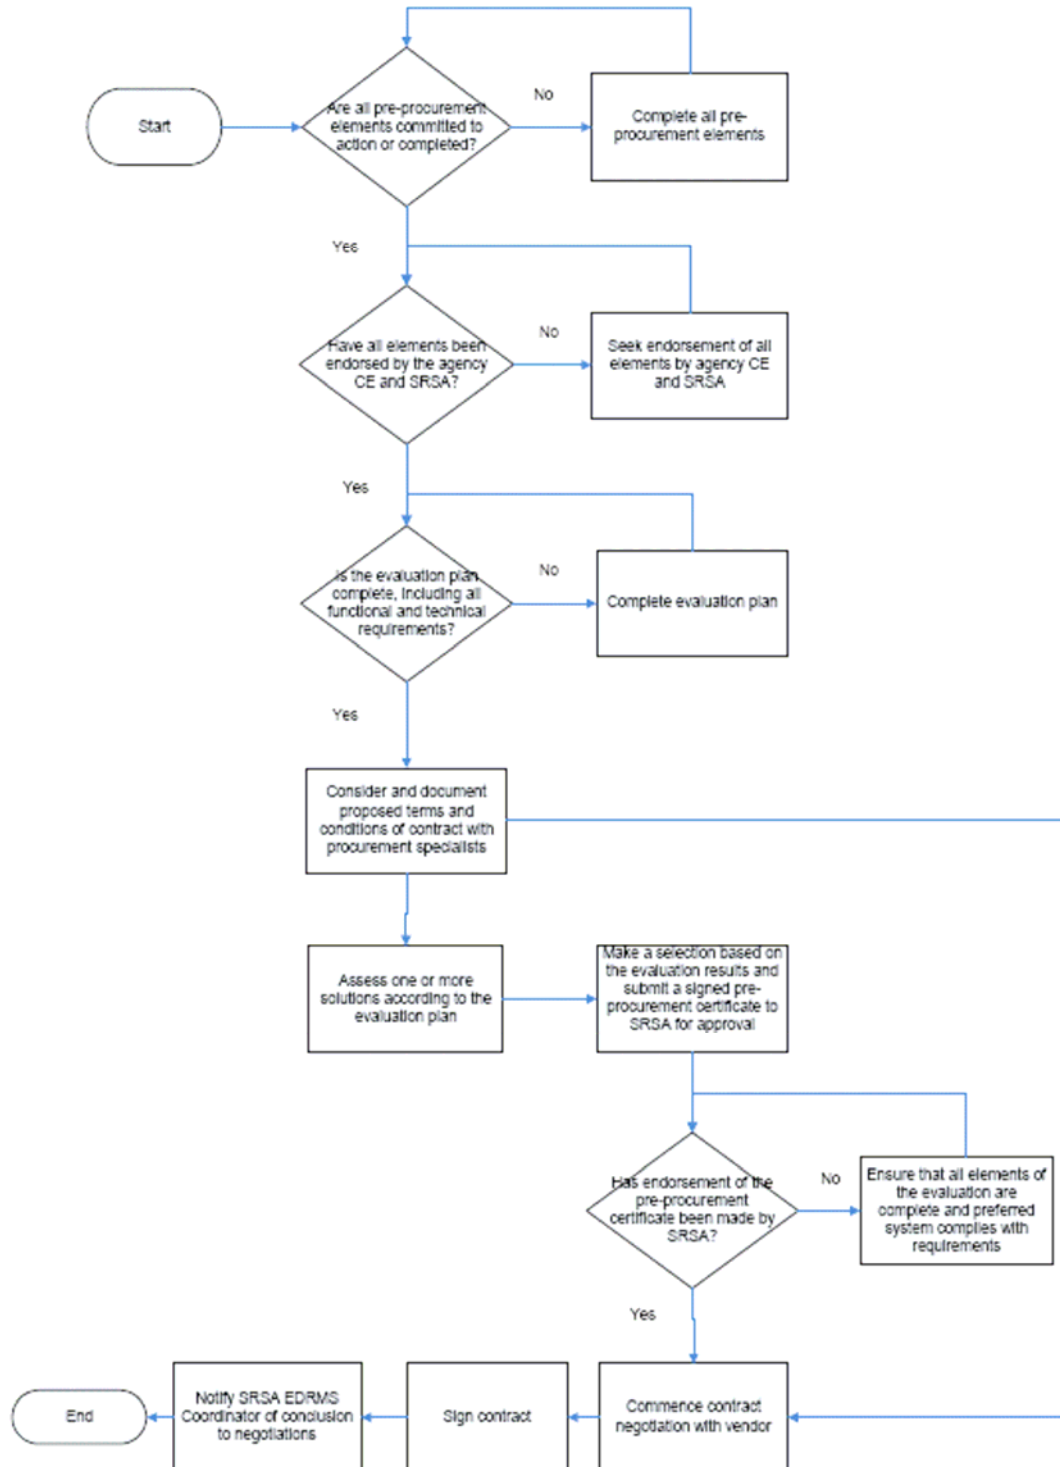 Start
Are all pre-procurement
elements committed to
action or completed?
No
Complete all pre-
procurement elements
Yes
Have all elements been
endorsed by the agency
CE and SRSA?
No
Seek endorsement of all
elements by agency CE
and SRSA
Yes
Is the evaluation plan
complete, including all
functional and technical
requirements?
No
Complete evaluation plan
Yes
Consider and document
proposed terms and
conditions of contract with
procurement specialists
Assess one or more
solutions according to the
evaluation plan
Make a selection based on
the evaluation results and
submit a signed pre-
procurement certificate to
SRSA for approval
Has endorsement of the
pre-procurement
certificate been made by
SRSA?
No
Ensure that all elements of
the evaluation are
complete and preferred
system complies with
requirements
Yes
Commence contract
negotiation with vendor
Sign contract
Notify SRSA EDRMS
Coordinator of conclusion
to negotiations
End